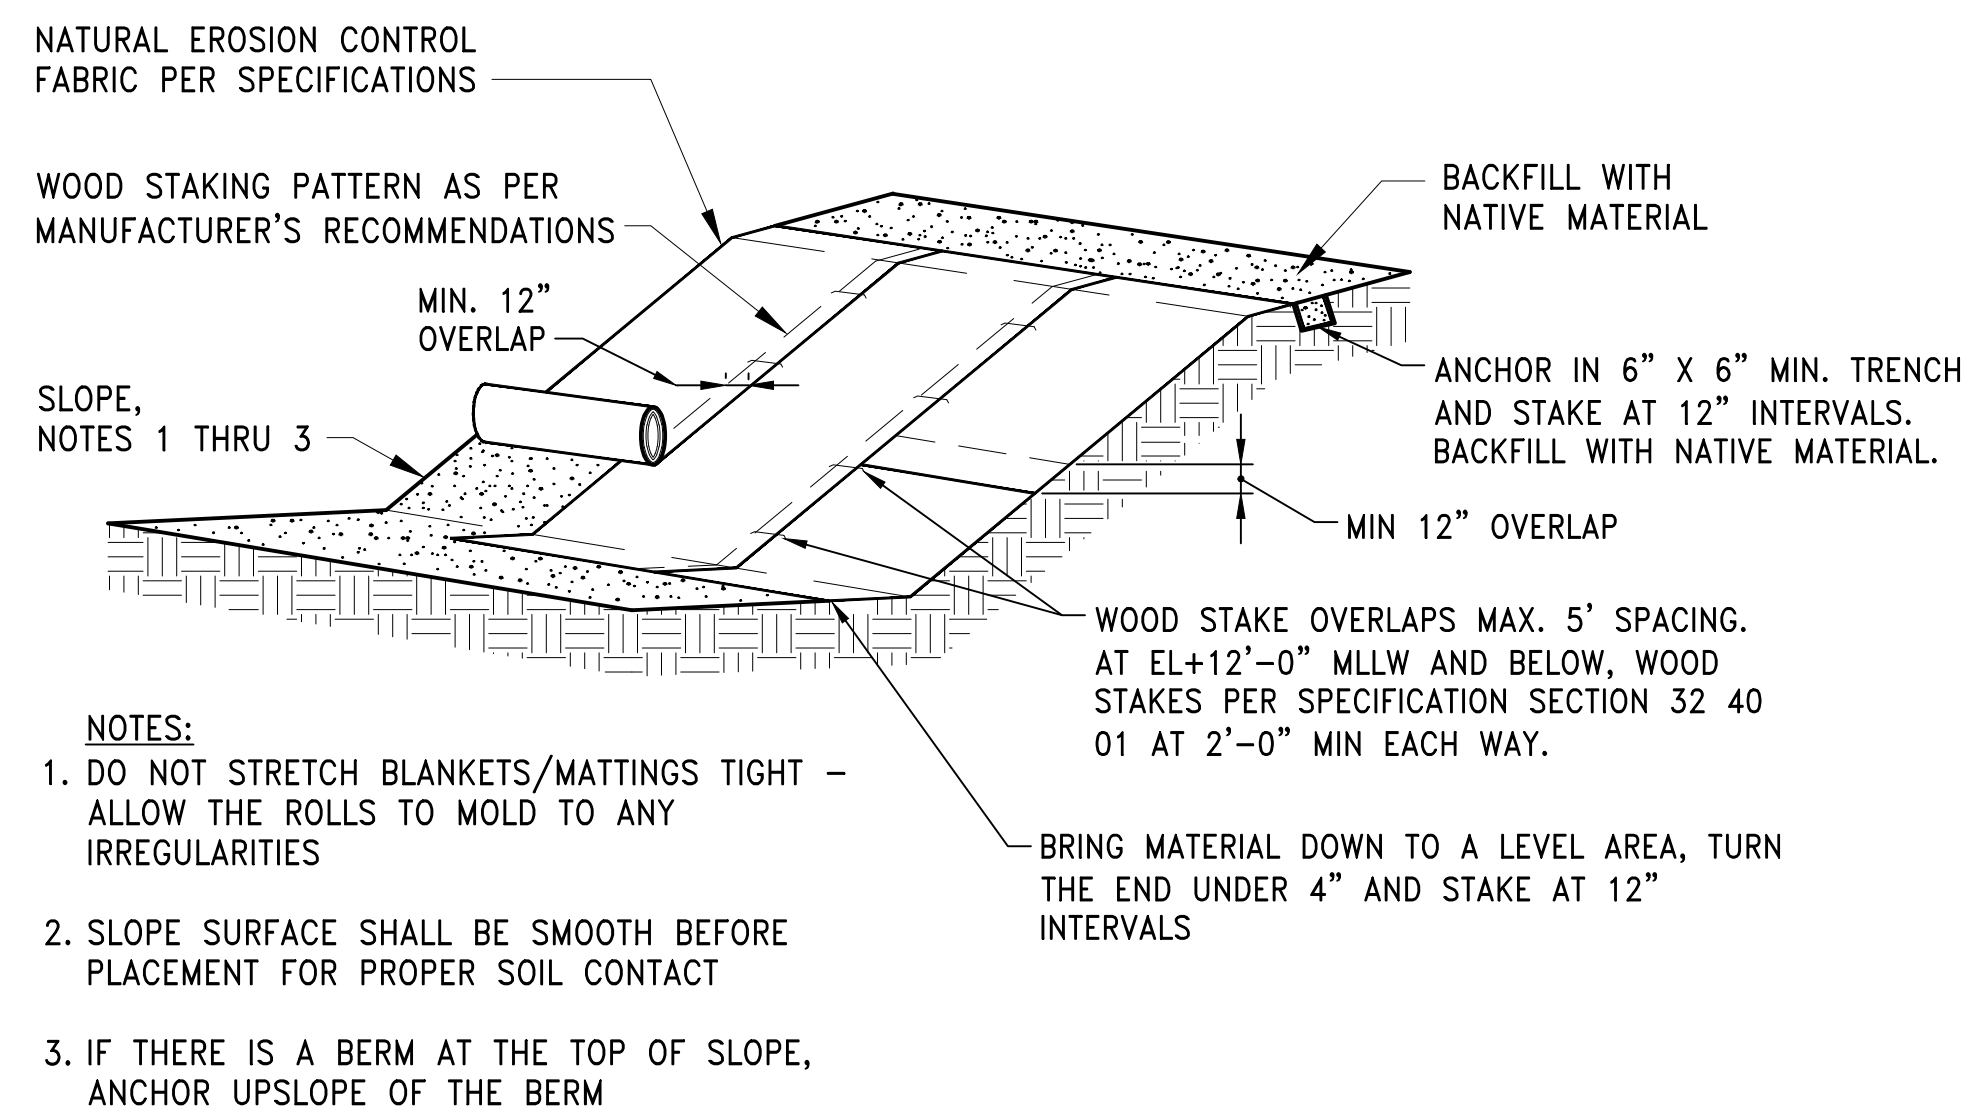 NATURAL EROSION CONTROL
FABRIC PER SPECIFICATIONS
WOOD STAKING PATTERN AS PER
MANUFACTURER'S RECOMMENDATIONS
MIN. 12"
OVERLAP
SLOPE,
NOTES 1 THRU 3
BACKFILL WITH
NATIVE MATERIAL
ANCHOR IN 6" X 6" MIN. TRENCH
AND STAKE AT 12" INTERVALS.
BACKFILL WITH NATIVE MATERIAL.
MIN 12" OVERLAP
WOOD STAKE OVERLAPS MAX. 5' SPACING.
AT EL+12'-0" MLLW AND BELOW, WOOD
STAKES PER SPECIFICATION SECTION 32 40
01 AT 2'-0" MIN EACH WAY.
BRING MATERIAL DOWN TO A LEVEL AREA, TURN
THE END UNDER 4" AND STAKE AT 12"
INTERVALS
NOTES:
1. DO NOT STRETCH BLANKETS/MATTINGS TIGHT -
ALLOW THE ROLLS TO MOLD TO ANY
IRREGULARITIES
2. SLOPE SURFACE SHALL BE SMOOTH BEFORE
PLACEMENT FOR PROPER SOIL CONTACT
3. IF THERE IS A BERM AT THE TOP OF SLOPE,
ANCHOR UPSLOPE OF THE BERM